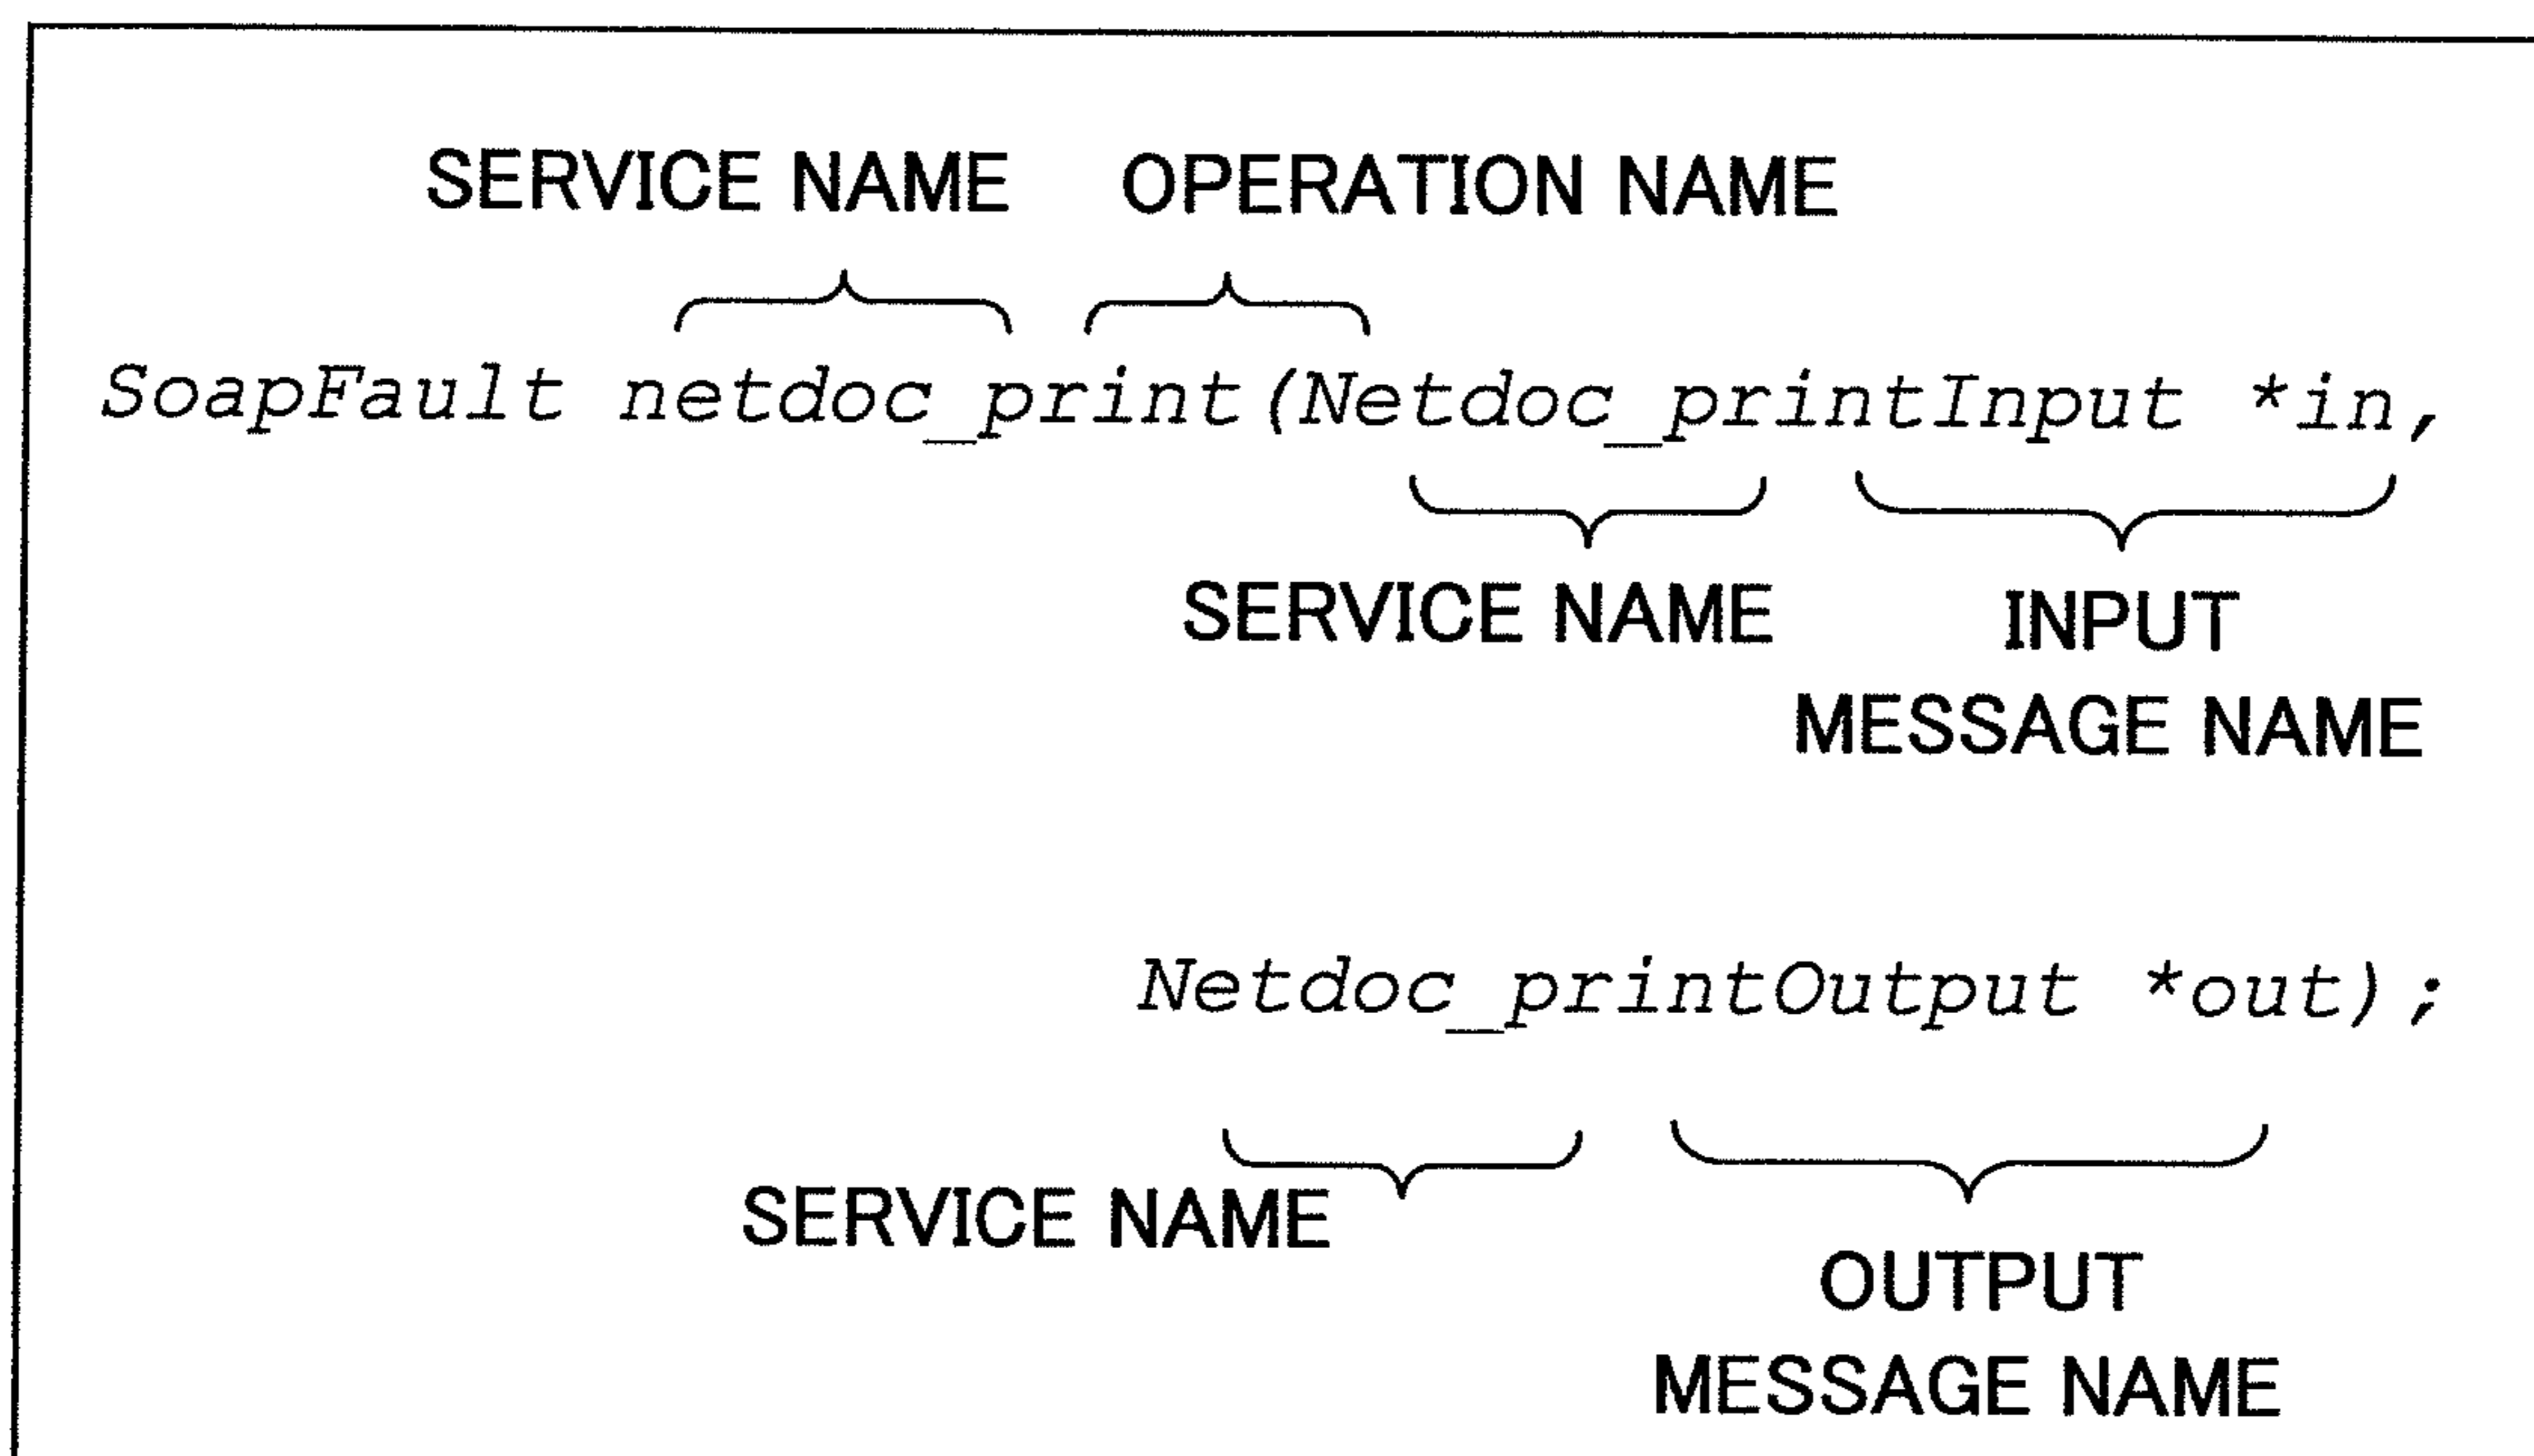 SERVICE NAME OPERATION NAME
SoapFault netdoc_print(Netdoc_printInput *in,
SERVICE NAME INPUT
MESSAGE NAME
Netdoc_printOutput *out);
SERVICE NAME
OUTPUT
MESSAGE NAME